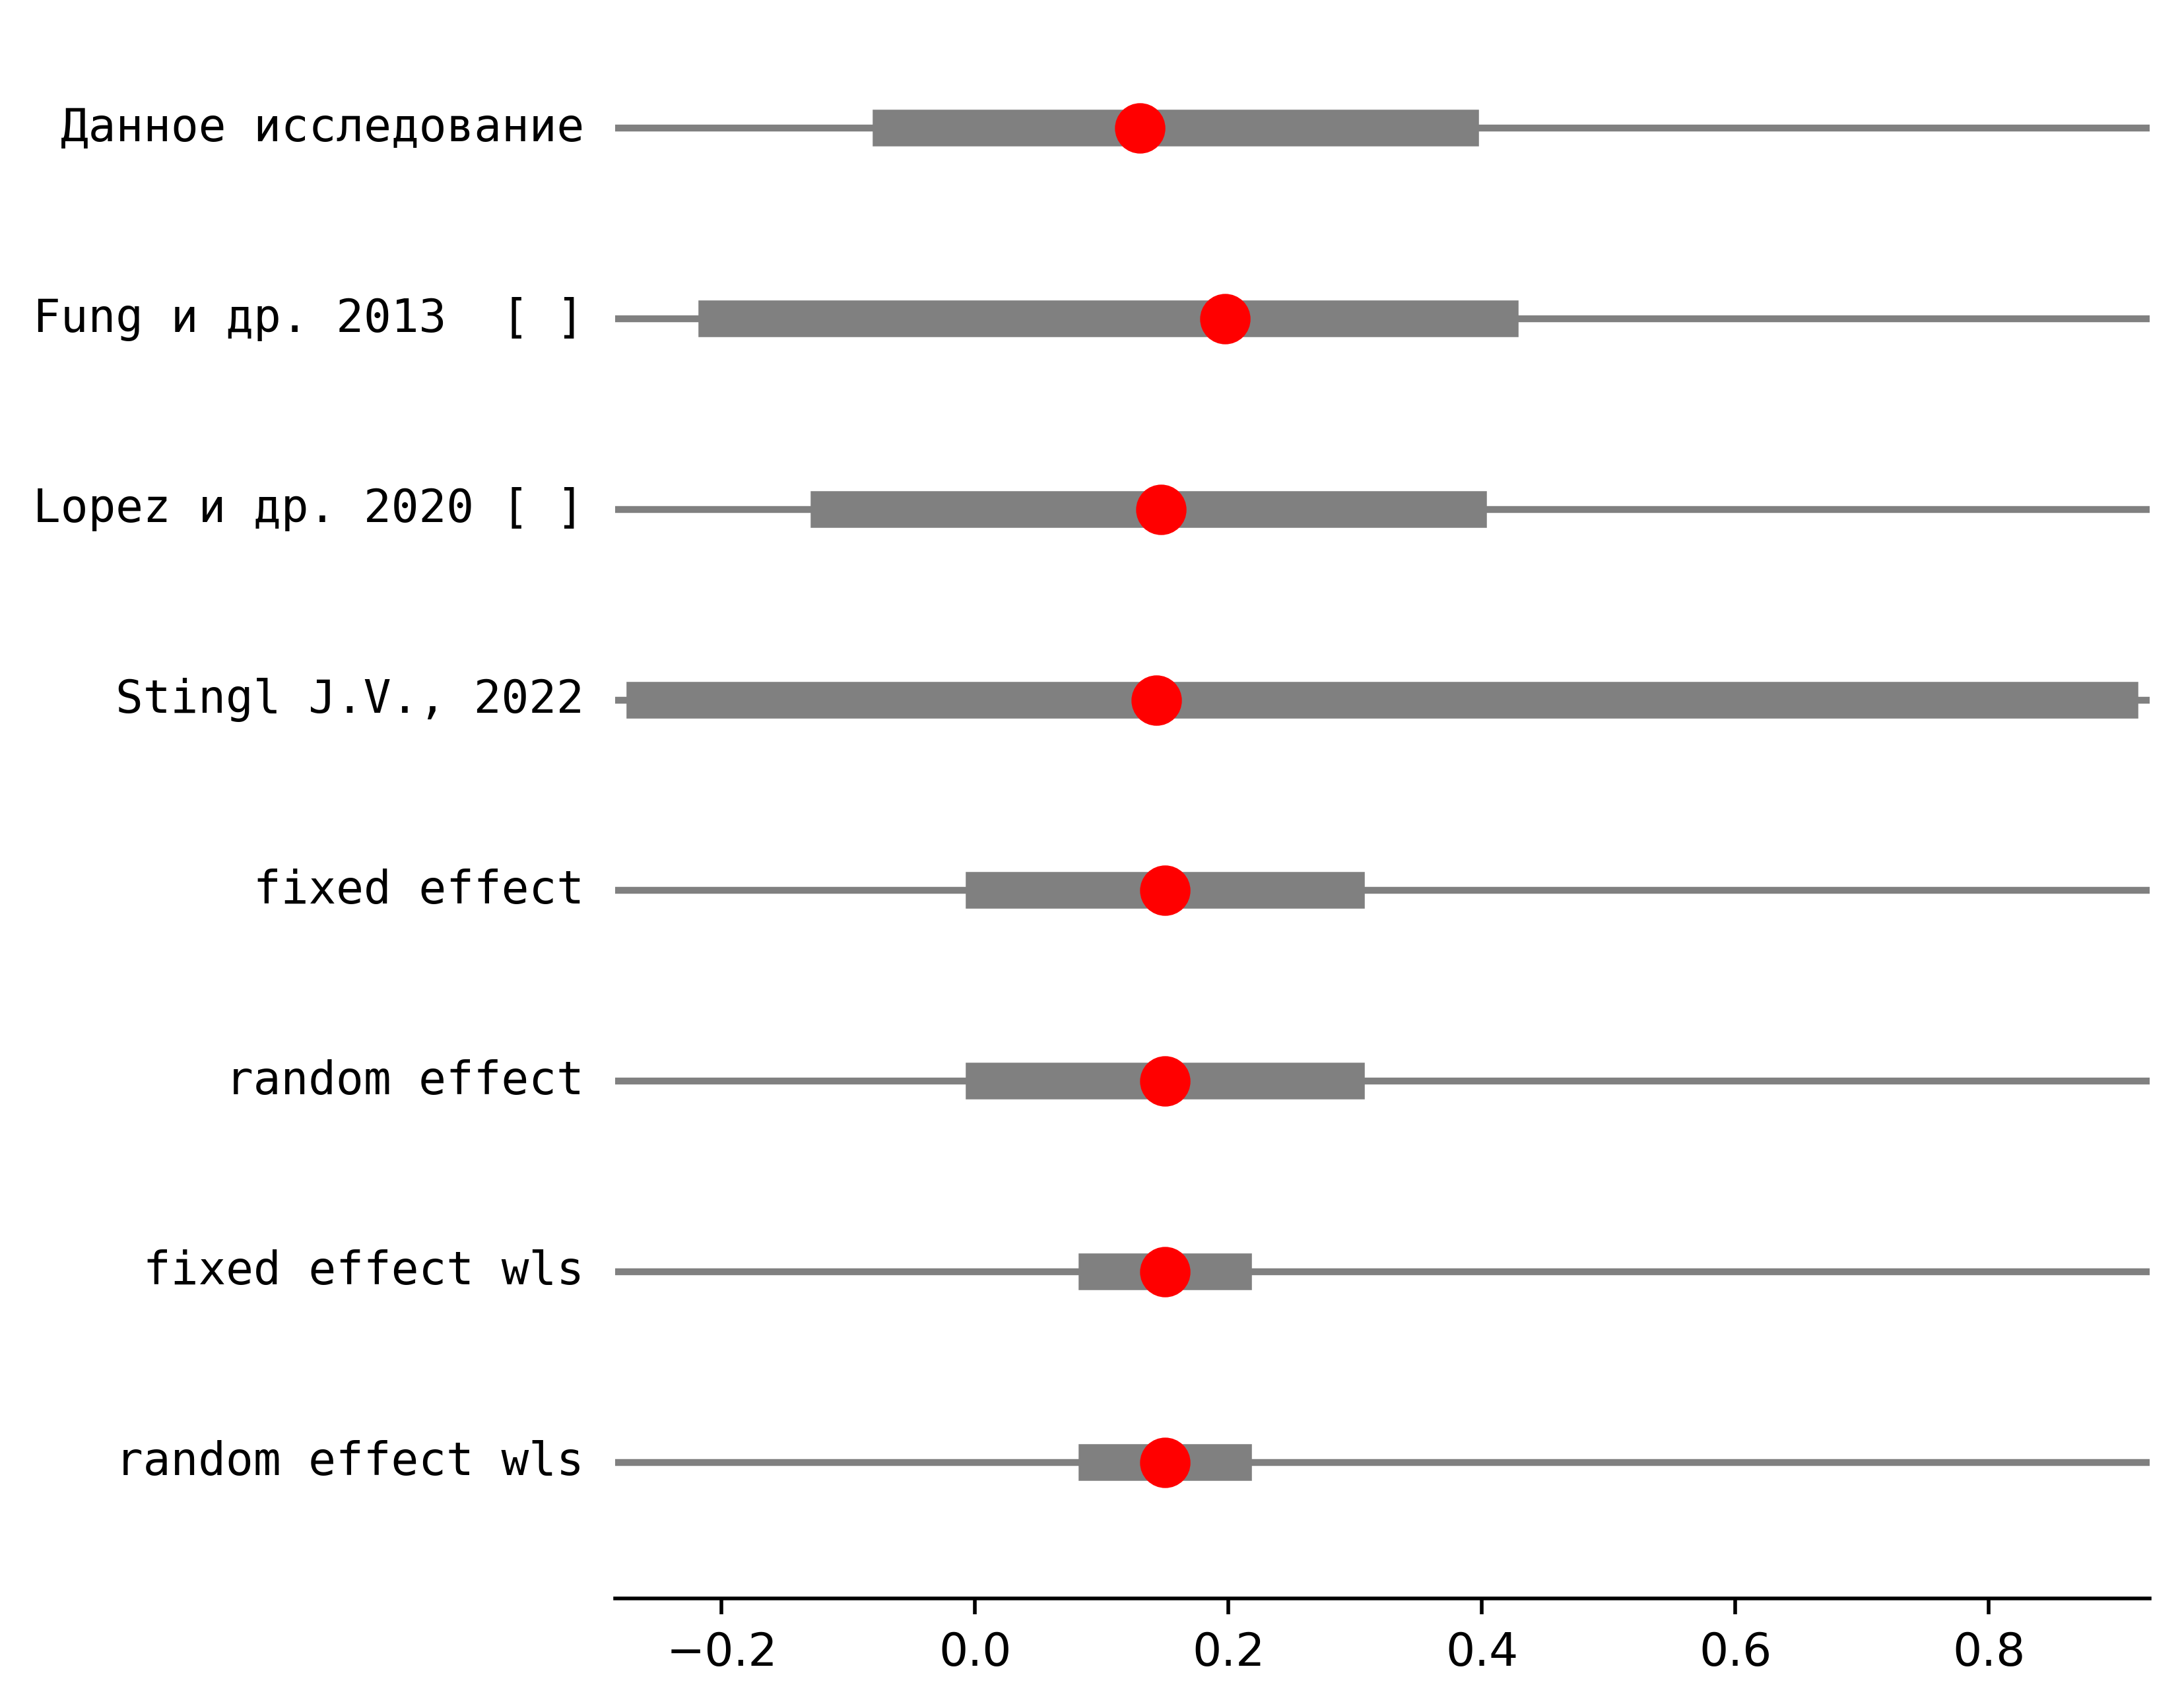 Данное исследование
Fung и др. 2013  [ ]
Lopez и др. 2020 [ ]
Stingl J.V., 2022
fixed effect
random effect
fixed effect wls
random effect wls
−0.2 0.0 0.2 0.4 0.6 0.8